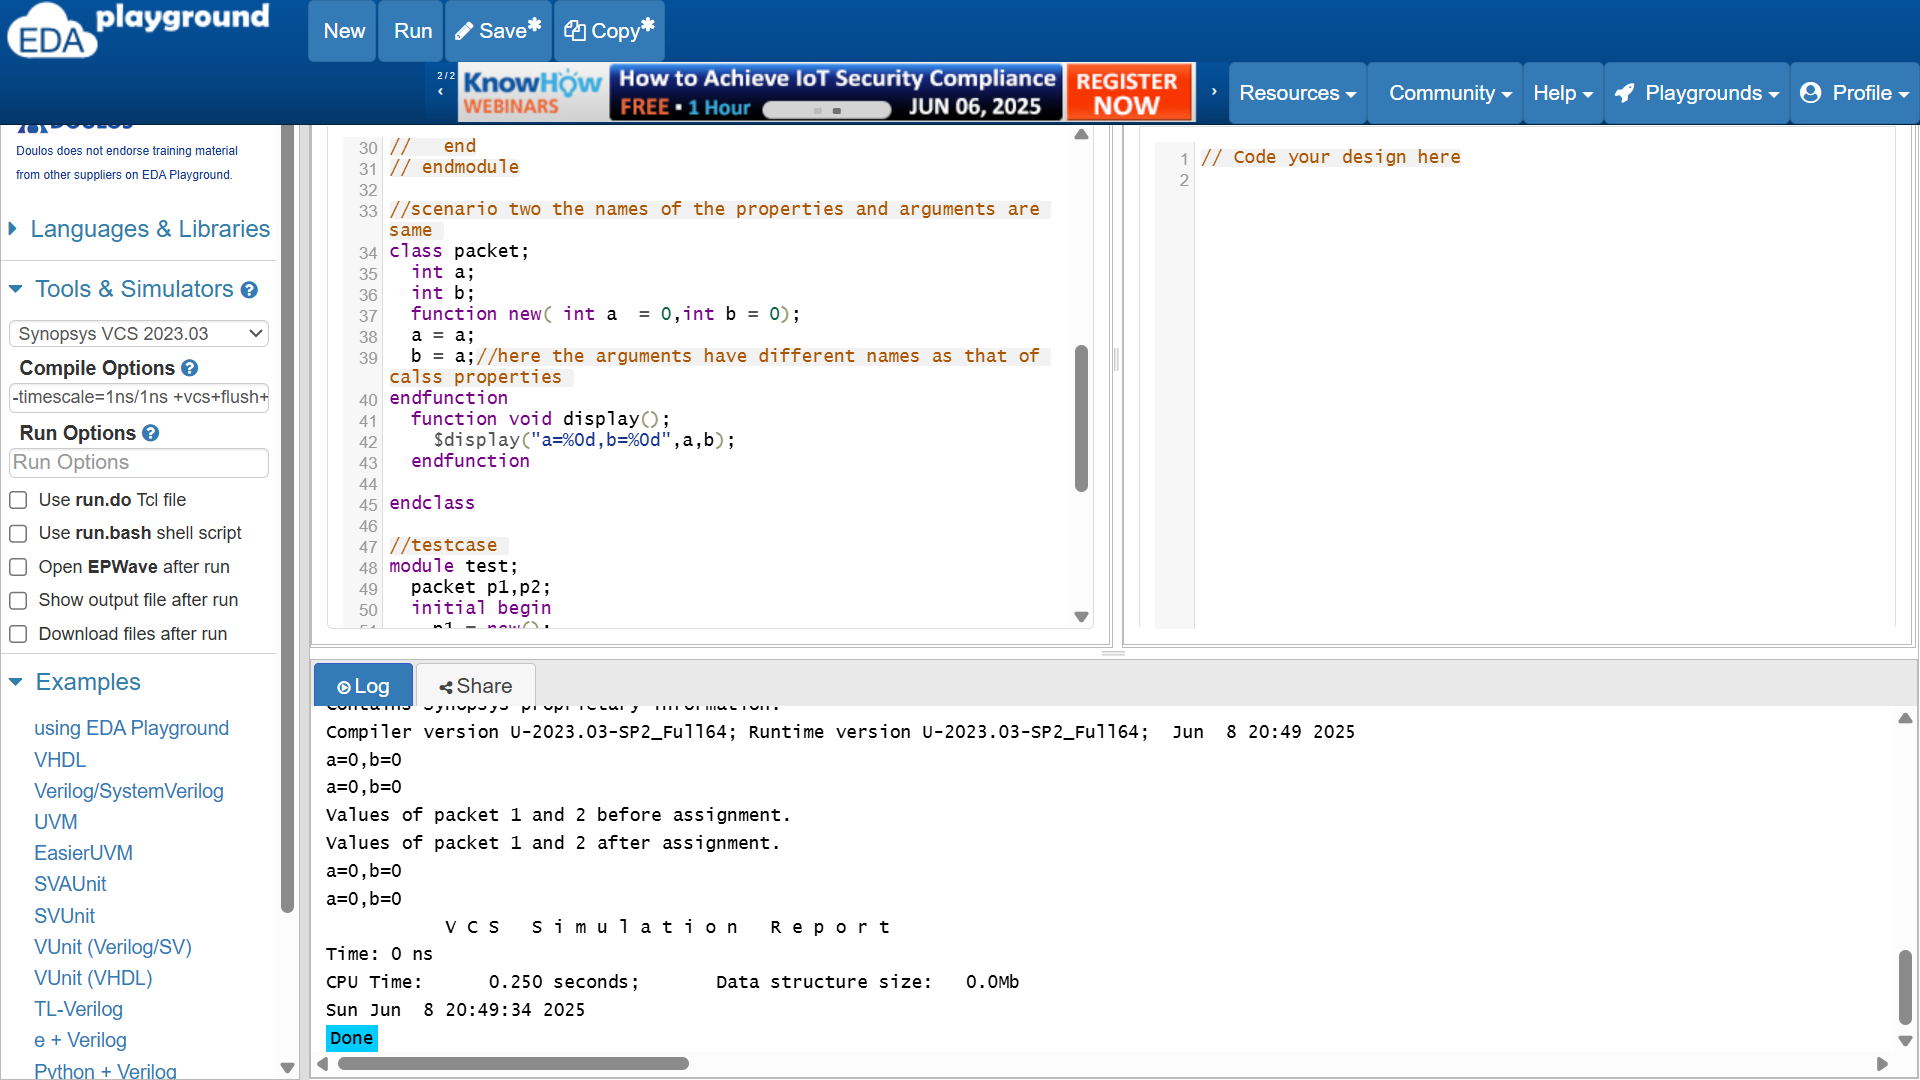 EDA playground
New
Run
Save*
Copy*
2/2
KnowHow WEBINARS
How to Achieve IoT Security Compliance
FREE ▪ 1 Hour
JUN 06, 2025
REGISTER NOW
Resources
Community
Help
Playgrounds
Profile
DOULOS
Doulos does not endorse training material
from other suppliers on EDA Playground.
Languages & Libraries
Tools & Simulators
Synopsys VCS 2023.03
Compile Options
-timescale=1ns/1ns +vcs+flush+
Run Options
Run Options
Use run.do Tcl file
Use run.bash shell script
Open EPWave after run
Show output file after run
Download files after run
Examples
using EDA Playground
VHDL
Verilog/SystemVerilog
UVM
EasierUVM
SVAUnit
SVUnit
VUnit (Verilog/SV)
VUnit (VHDL)
TL-Verilog
e + Verilog
Python + Verilog
30 //   end
31 // endmodule
32
33 //scenario two the names of the properties and arguments are
same
34 class packet;
35   int a;
36   int b;
37   function new( int a  = 0,int b = 0);
38   a = a;
39   b = a;//here the arguments have different names as that of
calss properties
40 endfunction
41   function void display();
42     $display("a=%0d,b=%0d",a,b);
43   endfunction
44
45 endclass
46
47 //testcase
48 module test;
49   packet p1,p2;
50   initial begin
51     p1 = new();
1 // Code your design here
2
Log
Share
Contains Synopsys proprietary information.
Compiler version U-2023.03-SP2_Full64; Runtime version U-2023.03-SP2_Full64;  Jun  8 20:49 2025
a=0,b=0
a=0,b=0
Values of packet 1 and 2 before assignment.
Values of packet 1 and 2 after assignment.
a=0,b=0
a=0,b=0
V C S   S i m u l a t i o n   R e p o r t
Time: 0 ns
CPU Time:      0.250 seconds;       Data structure size:   0.0Mb
Sun Jun  8 20:49:34 2025
Done